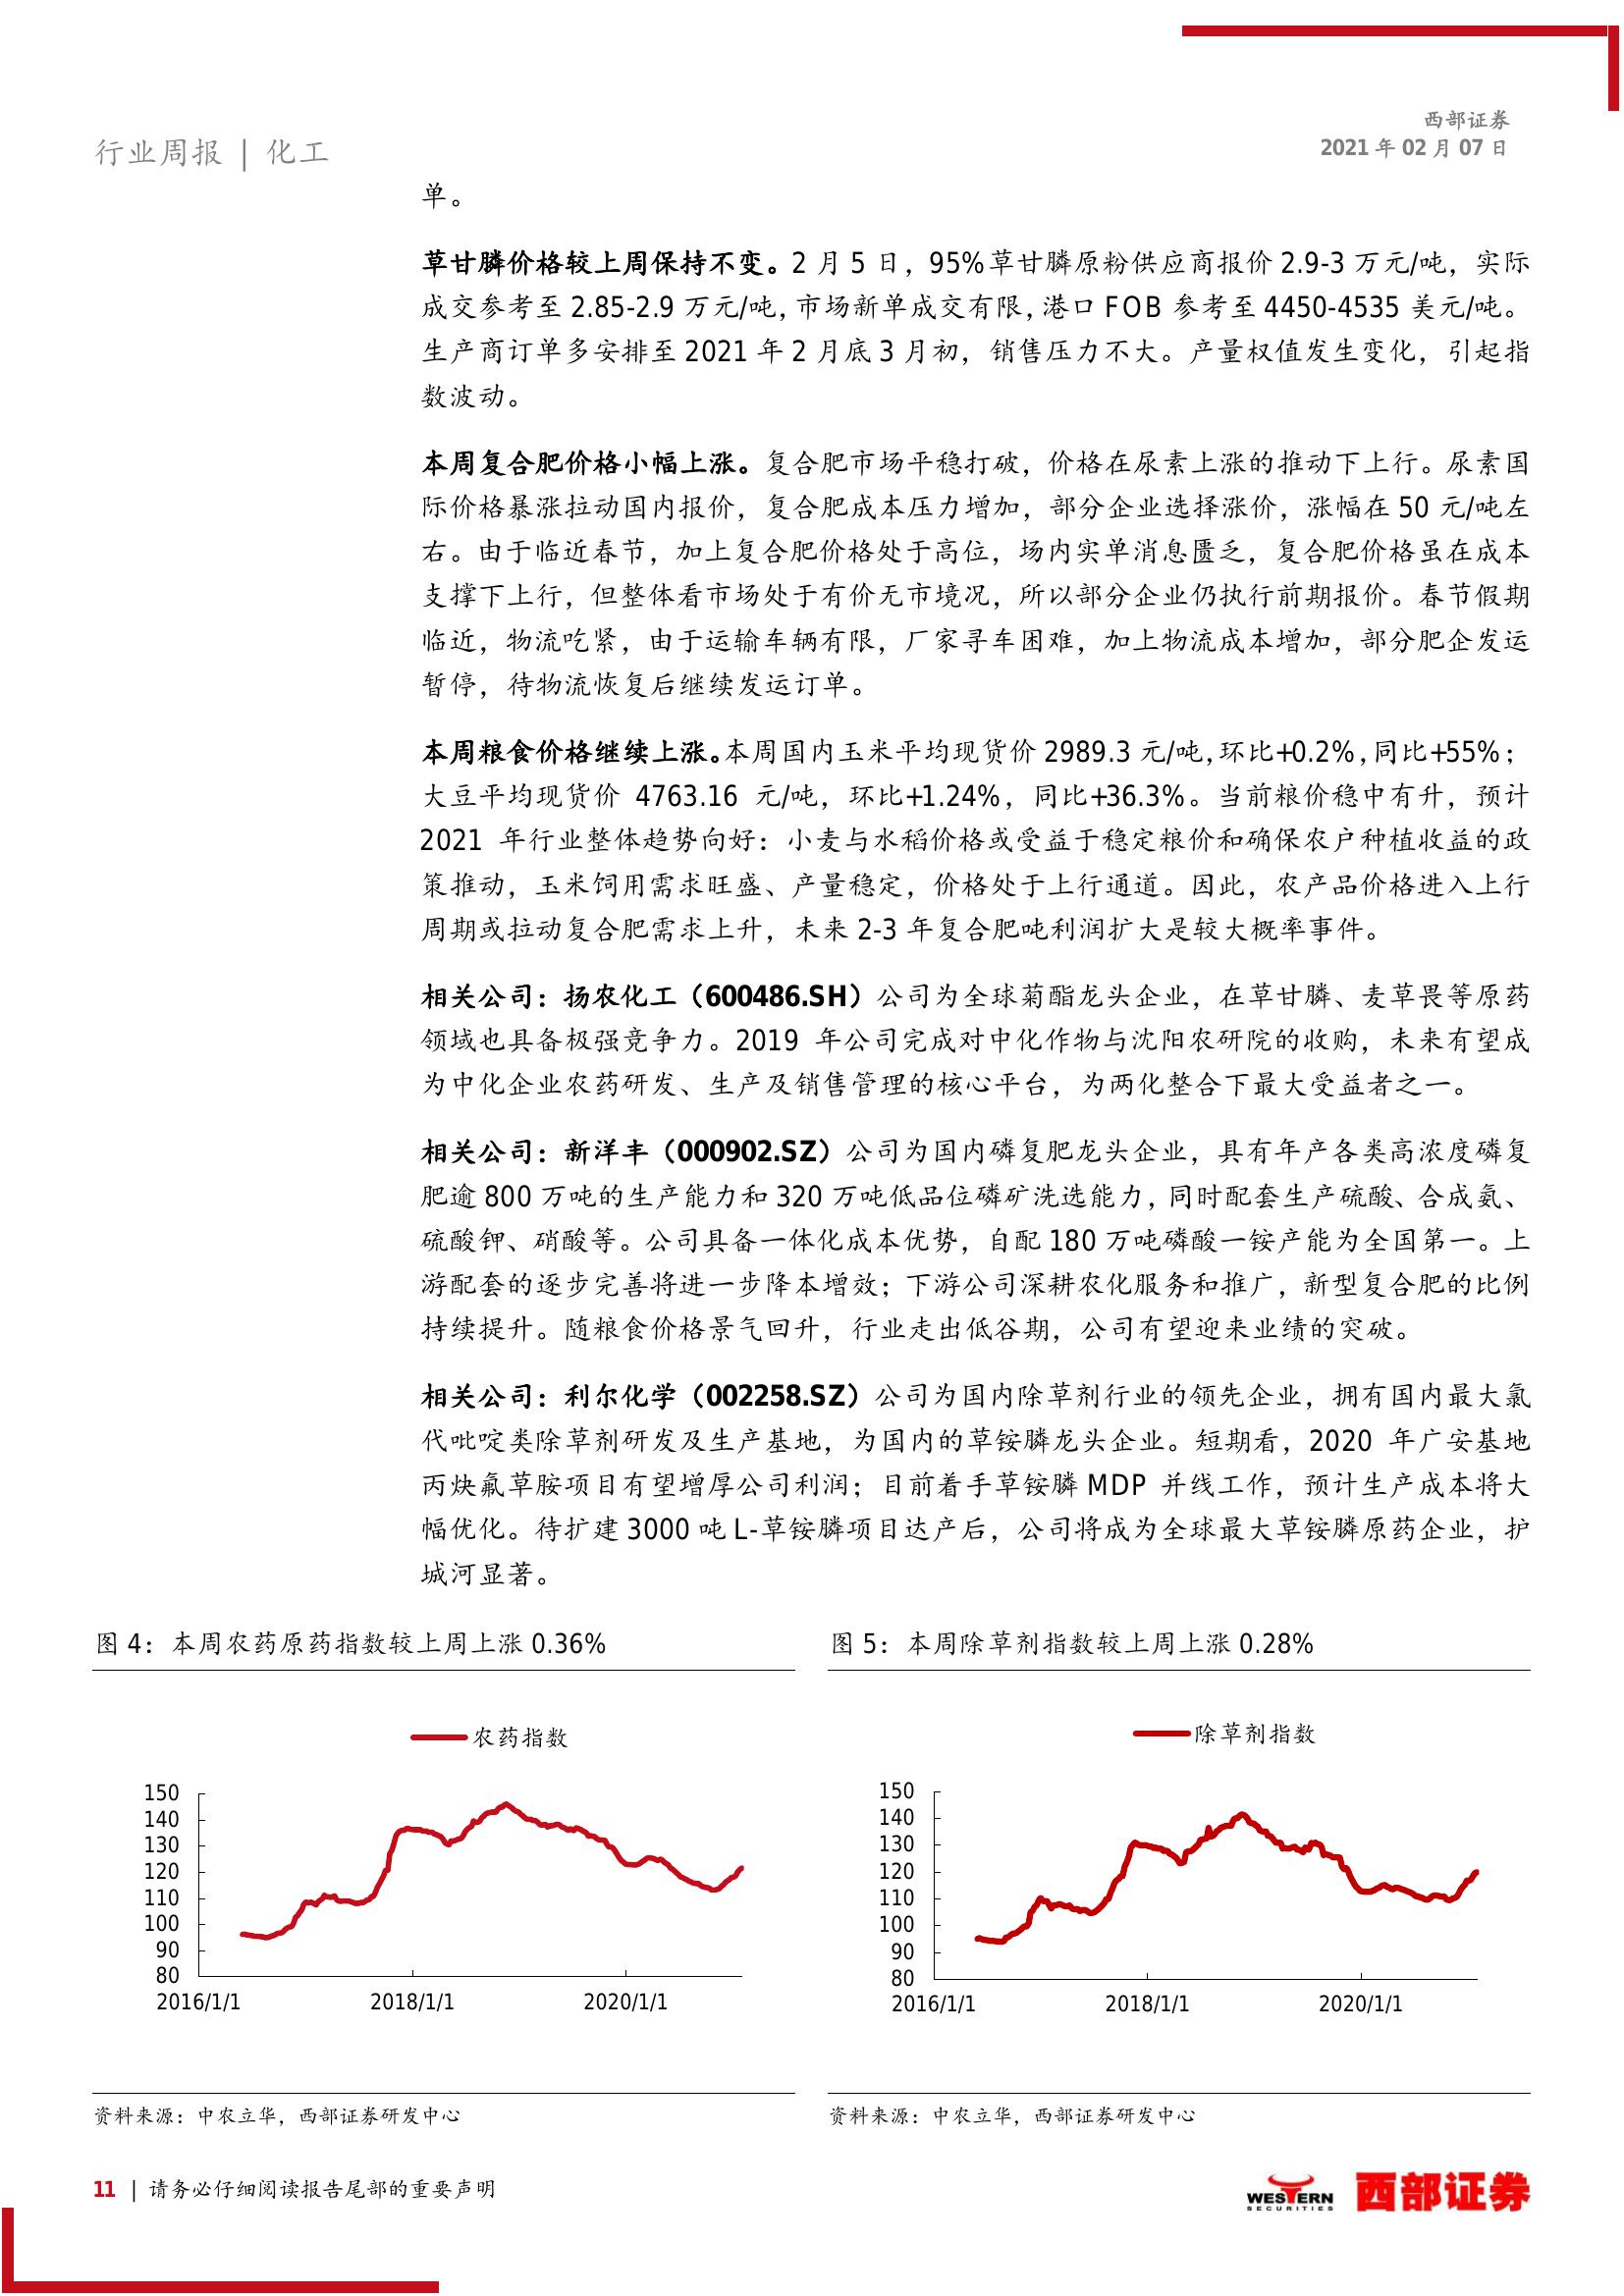 西部证券
2021 年 02 月 07 日
行业周报 | 化工
单。
草甘膦价格较上周保持不变。2 月 5 日，95%草甘膦原粉供应商报价 2.9-3 万元/吨，实际
成交参考至 2.85-2.9 万元/吨，市场新单成交有限，港口 FOB 参考至 4450-4535 美元/吨。
生产商订单多安排至 2021 年 2 月底 3 月初，销售压力不大。产量权值发生变化，引起指
数波动。
本周复合肥价格小幅上涨。复合肥市场平稳打破，价格在尿素上涨的推动下上行。尿素国
际价格暴涨拉动国内报价，复合肥成本压力增加，部分企业选择涨价，涨幅在 50 元/吨左
右。由于临近春节，加上复合肥价格处于高位，场内实单消息匮乏，复合肥价格虽在成本
支撑下上行，但整体看市场处于有价无市境况，所以部分企业仍执行前期报价。春节假期
临近，物流吃紧，由于运输车辆有限，厂家寻车困难，加上物流成本增加，部分肥企发运
暂停，待物流恢复后继续发运订单。
本周粮食价格继续上涨。本周国内玉米平均现货价 2989.3 元/吨，环比+0.2%，同比+55%；
大豆平均现货价 4763.16 元/吨，环比+1.24%，同比+36.3%。当前粮价稳中有升，预计
2021 年行业整体趋势向好：小麦与水稻价格或受益于稳定粮价和确保农户种植收益的政
策推动，玉米饲用需求旺盛、产量稳定，价格处于上行通道。因此，农产品价格进入上行
周期或拉动复合肥需求上升，未来 2-3 年复合肥吨利润扩大是较大概率事件。
相关公司：扬农化工（600486.SH）公司为全球菊酯龙头企业，在草甘膦、麦草畏等原药
领域也具备极强竞争力。2019 年公司完成对中化作物与沈阳农研院的收购，未来有望成
为中化企业农药研发、生产及销售管理的核心平台，为两化整合下最大受益者之一。
相关公司：新洋丰（000902.SZ）公司为国内磷复肥龙头企业，具有年产各类高浓度磷复
肥逾 800 万吨的生产能力和 320 万吨低品位磷矿洗选能力，同时配套生产硫酸、合成氨、
硫酸钾、硝酸等。公司具备一体化成本优势，自配 180 万吨磷酸一铵产能为全国第一。上
游配套的逐步完善将进一步降本增效；下游公司深耕农化服务和推广，新型复合肥的比例
持续提升。随粮食价格景气回升，行业走出低谷期，公司有望迎来业绩的突破。
相关公司：利尔化学（002258.SZ）公司为国内除草剂行业的领先企业，拥有国内最大氯
代吡啶类除草剂研发及生产基地，为国内的草铵膦龙头企业。短期看，2020 年广安基地
丙炔氟草胺项目有望增厚公司利润；目前着手草铵膦 MDP 并线工作，预计生产成本将大
幅优化。待扩建 3000 吨 L-草铵膦项目达产后，公司将成为全球最大草铵膦原药企业，护
城河显著。
图 4：本周农药原药指数较上周上涨 0.36%
农药指数
150
140
130
120
110
100
90
80
2016/1/1 2018/1/1 2020/1/1
资料来源：中农立华，西部证券研发中心
图 5：本周除草剂指数较上周上涨 0.28%
除草剂指数
150
140
130
120
110
100
90
80
2016/1/1 2018/1/1 2020/1/1
资料来源：中农立华，西部证券研发中心
11 | 请务必仔细阅读报告尾部的重要声明
WESTERN
SECURITIES
西部证券